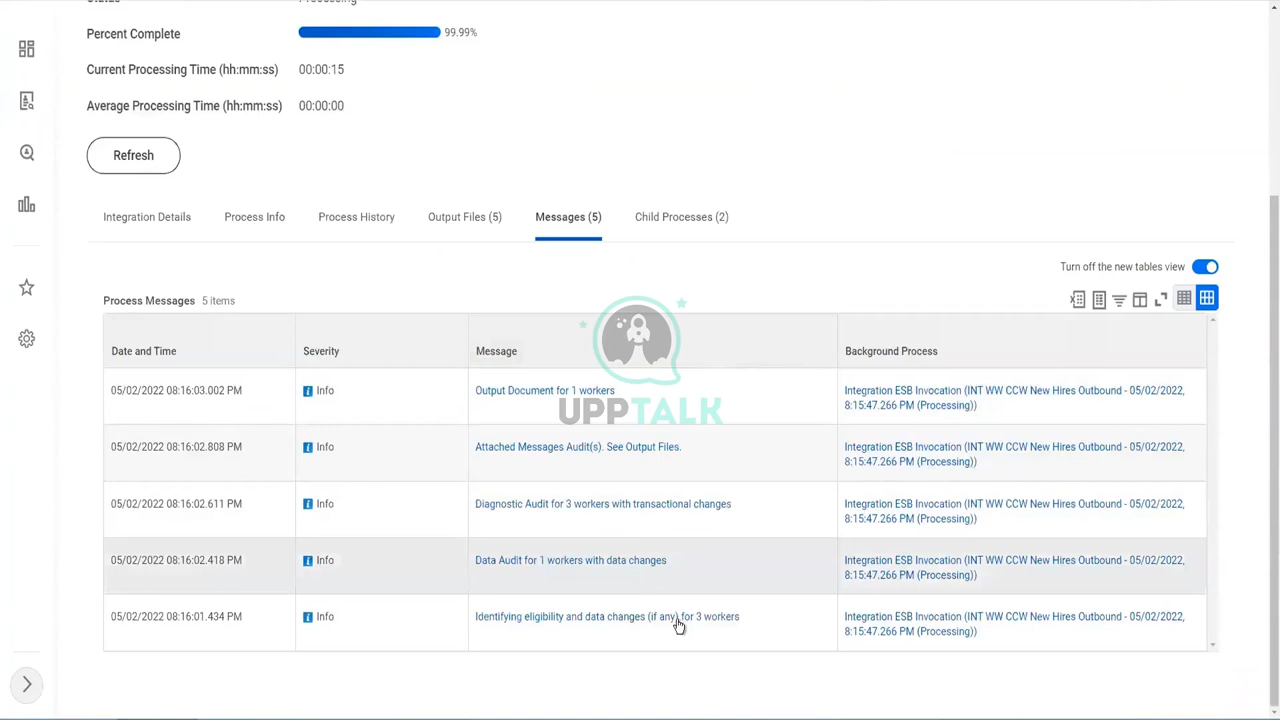 Status
Processing
Percent Complete
99.99%
Current Processing Time (hh:mm:ss)
00:00:15
Average Processing Time (hh:mm:ss)
00:00:00
Refresh
Integration Details
Process Info
Process History
Output Files (5)
Messages (5)
Child Processes (2)
Turn off the new tables view
Process Messages 5 items
Date and Time
Severity
Message
Background Process
05/02/2022 08:16:03.002 PM
Info
Output Document for 1 workers
Integration ESB Invocation (INT WW CCW New Hires Outbound - 05/02/2022,
8:15:47.266 PM (Processing))
05/02/2022 08:16:02.808 PM
Info
Attached Messages Audit(s). See Output Files.
Integration ESB Invocation (INT WW CCW New Hires Outbound - 05/02/2022,
8:15:47.266 PM (Processing))
05/02/2022 08:16:02.611 PM
Info
Diagnostic Audit for 3 workers with transactional changes
Integration ESB Invocation (INT WW CCW New Hires Outbound - 05/02/2022,
8:15:47.266 PM (Processing))
05/02/2022 08:16:02.418 PM
Info
Data Audit for 1 workers with data changes
Integration ESB Invocation (INT WW CCW New Hires Outbound - 05/02/2022,
8:15:47.266 PM (Processing))
05/02/2022 08:16:01.434 PM
Info
Identifying eligibility and data changes (if any) for 3 workers
Integration ESB Invocation (INT WW CCW New Hires Outbound - 05/02/2022,
8:15:47.266 PM (Processing))
UPPTALK